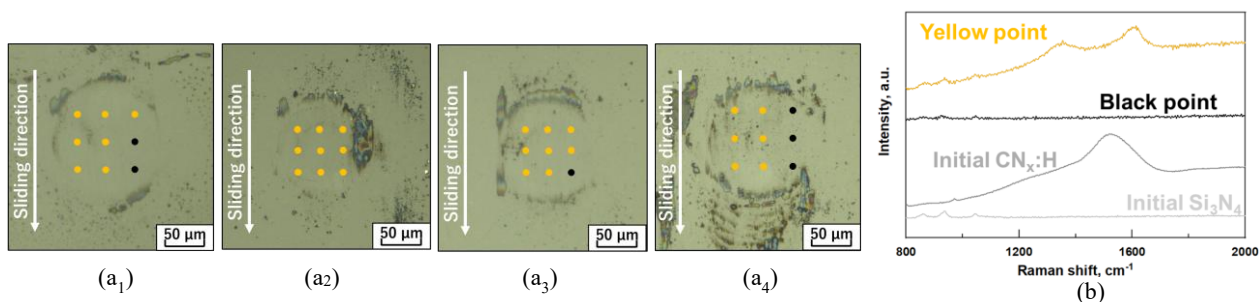 Sliding direction
50 μm
(a₁)
Sliding direction
50 μm
(a₂)
Sliding direction
50 μm
(a₃)
Sliding direction
50 μm
(a₄)
Yellow point
Black point
Initial CNₓ:H
Initial Si₃N₄
Intensity, a.u.
800 1200 1600 2000
Raman shift, cm⁻¹
(b)